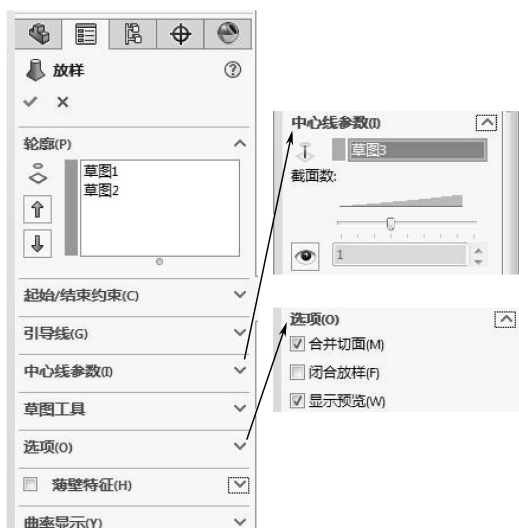 放样
轮廓(P)
草图1
草图2
起始/结束约束(C)
引导线(G)
中心线参数(I)
草图工具
选项(O)
薄壁特征(H)
曲率显示(Y)
中心线参数(I)
草图3
截面数:
1
选项(O)
合并切面(M)
闭合放样(F)
显示预览(W)